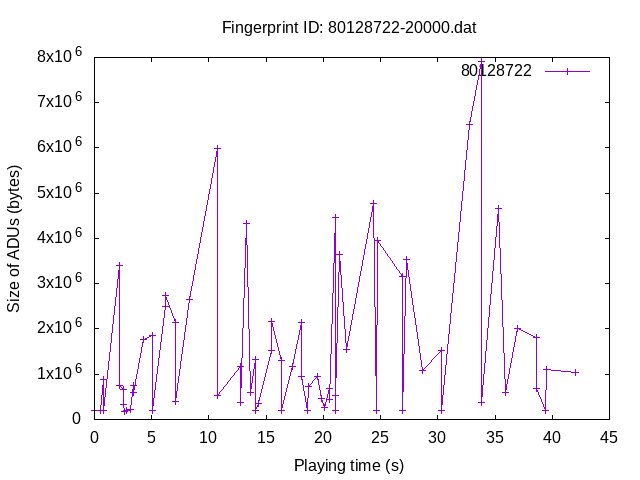 Fingerprint ID: 80128722-20000.dat
8x10^6
80128722
7x10^6
6x10^6
5x10^6
4x10^6
3x10^6
2x10^6
1x10^6
0
Size of ADUs (bytes)
0 5 10 15 20 25 30 35 40 45
Playing time (s)